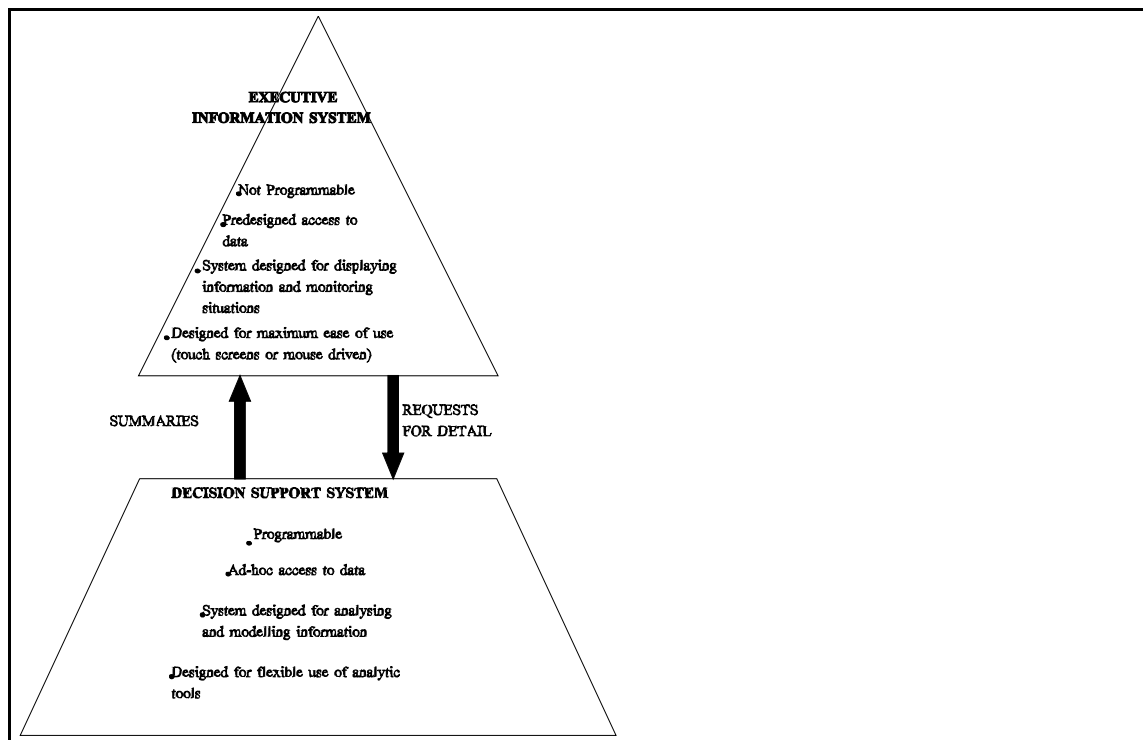 EXECUTIVE
INFORMATION SYSTEM
Not Programmable
Predesigned access to
data
System designed for displaying
information and monitoring
situations
Designed for maximum ease of use
(touch screens or mouse driven)
SUMMARIES
REQUESTS
FOR DETAIL
DECISION SUPPORT SYSTEM
Programmable
Ad-hoc access to data
System designed for analysing
and modelling information
Designed for flexible use of analytic
tools